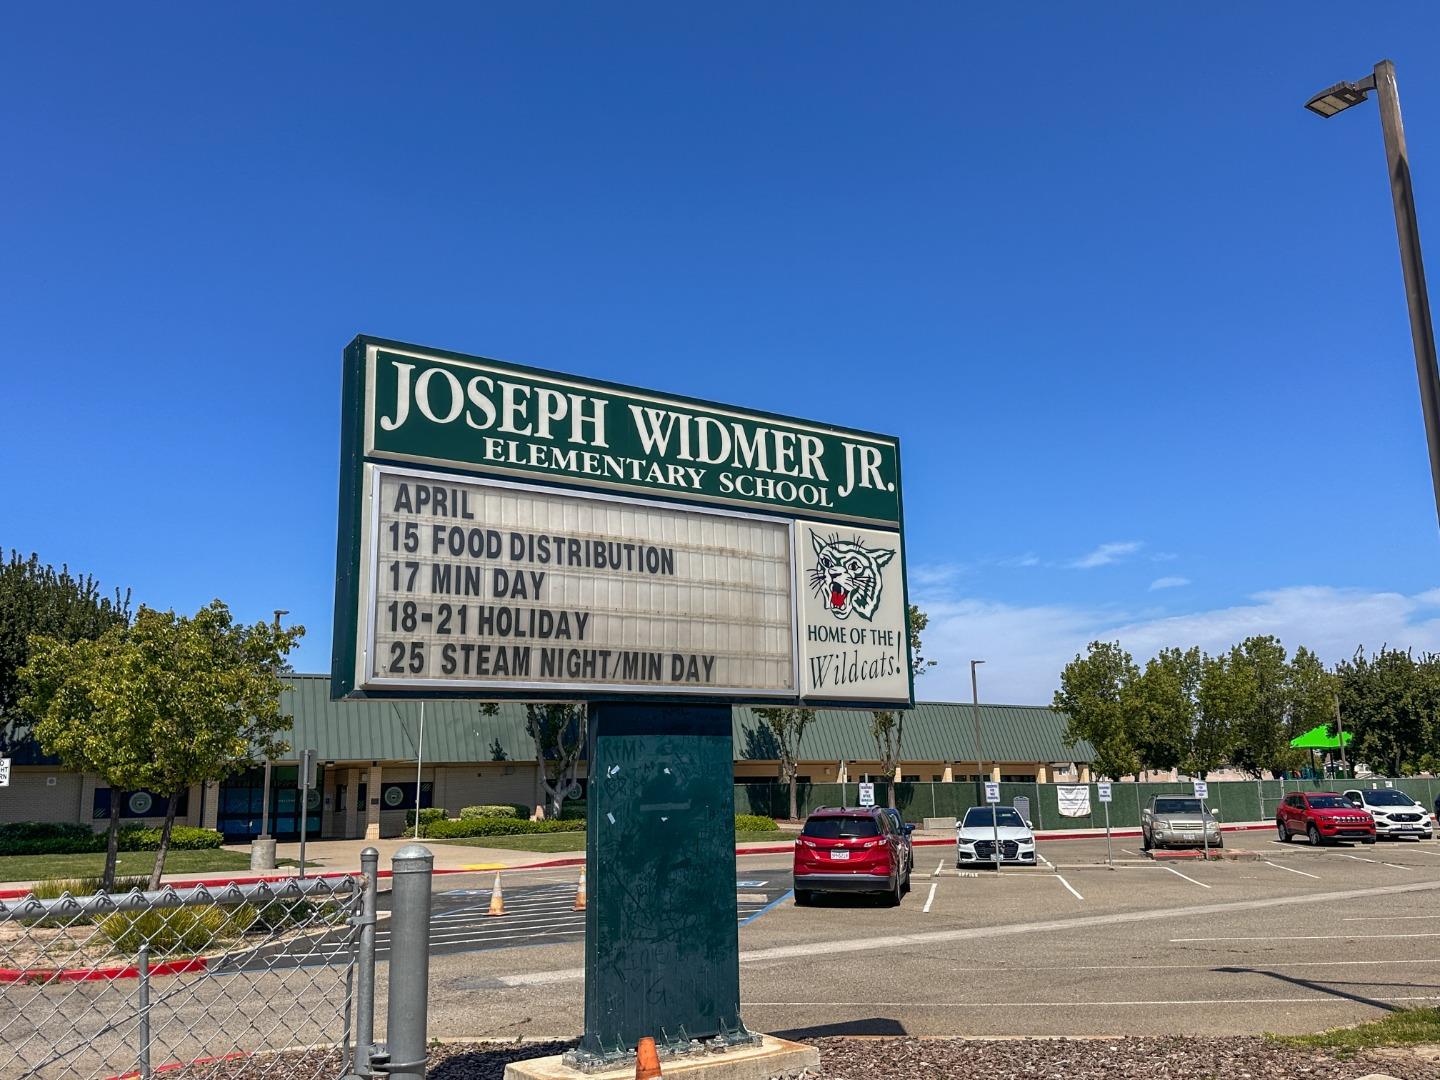 JOSEPH WIDMER JR.
ELEMENTARY SCHOOL
APRIL
15 FOOD DISTRIBUTION
17 MIN DAY
18-21 HOLIDAY
25 STEAM NIGHT/MIN DAY
HOME OF THE
Wildcats!